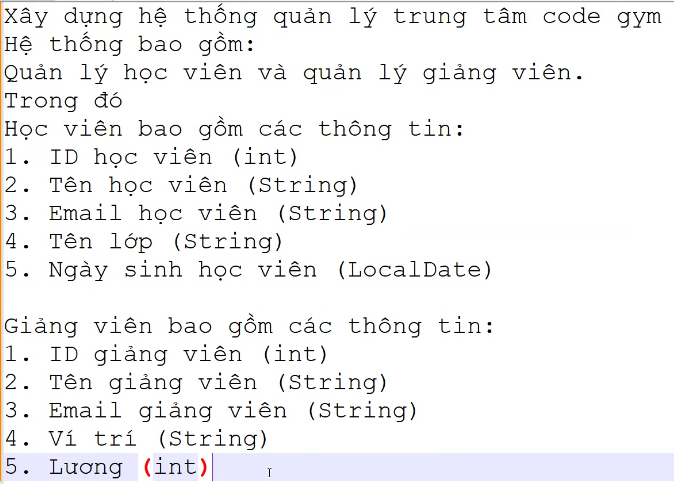 Xây dựng hệ thống quản lý trung tâm code gym
Hệ thống bao gồm:
Quản lý học viên và quản lý giảng viên.
Trong đó
Học viên bao gồm các thông tin:
1. ID học viên (int)
2. Tên học viên (String)
3. Email học viên (String)
4. Tên lớp (String)
5. Ngày sinh học viên (LocalDate)
Giảng viên bao gồm các thông tin:
1. ID giảng viên (int)
2. Tên giảng viên (String)
3. Email giảng viên (String)
4. Ví trí (String)
5. Lương (int)